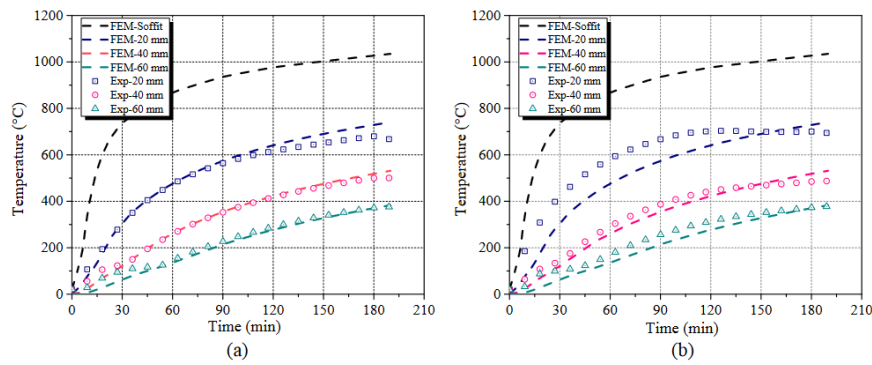 1200
1000
800
600
400
200
0
Temperature (°C)
FEM-Soffit
FEM-20 mm
FEM-40 mm
FEM-60 mm
Exp-20 mm
Exp-40 mm
Exp-60 mm
0 30 60 90 120 150 180 210
Time (min)
(a)
1200
1000
800
600
400
200
0
Temperature (°C)
FEM-Soffit
FEM-20 mm
FEM-40 mm
FEM-60 mm
Exp-20 mm
Exp-40 mm
Exp-60 mm
0 30 60 90 120 150 180 210
Time (min)
(b)